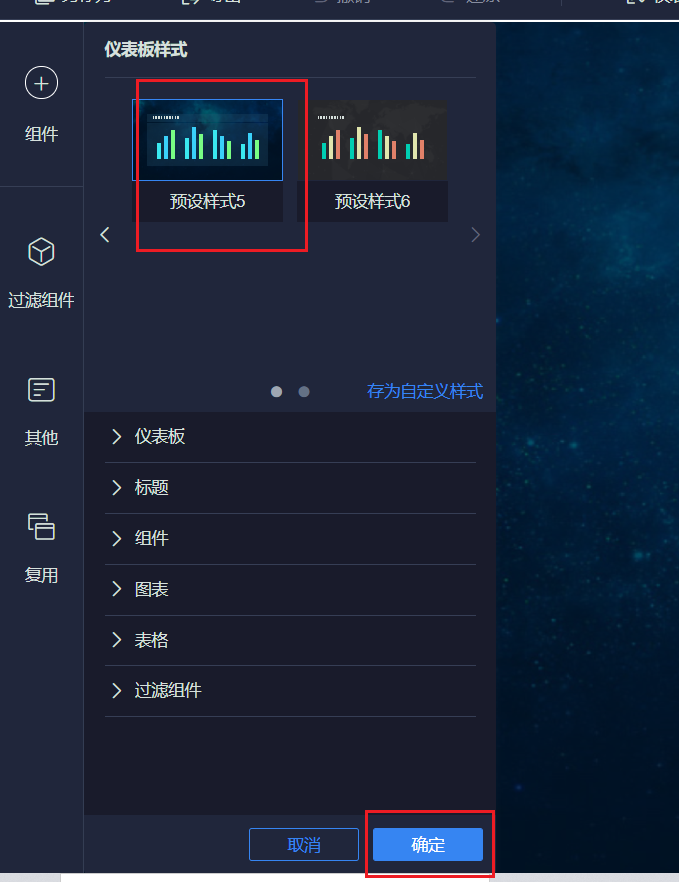 组件
过滤组件
其他
复用
仪表板样式
预设样式5
预设样式6
存为自定义样式
仪表板
标题
组件
图表
表格
过滤组件
取消
确定